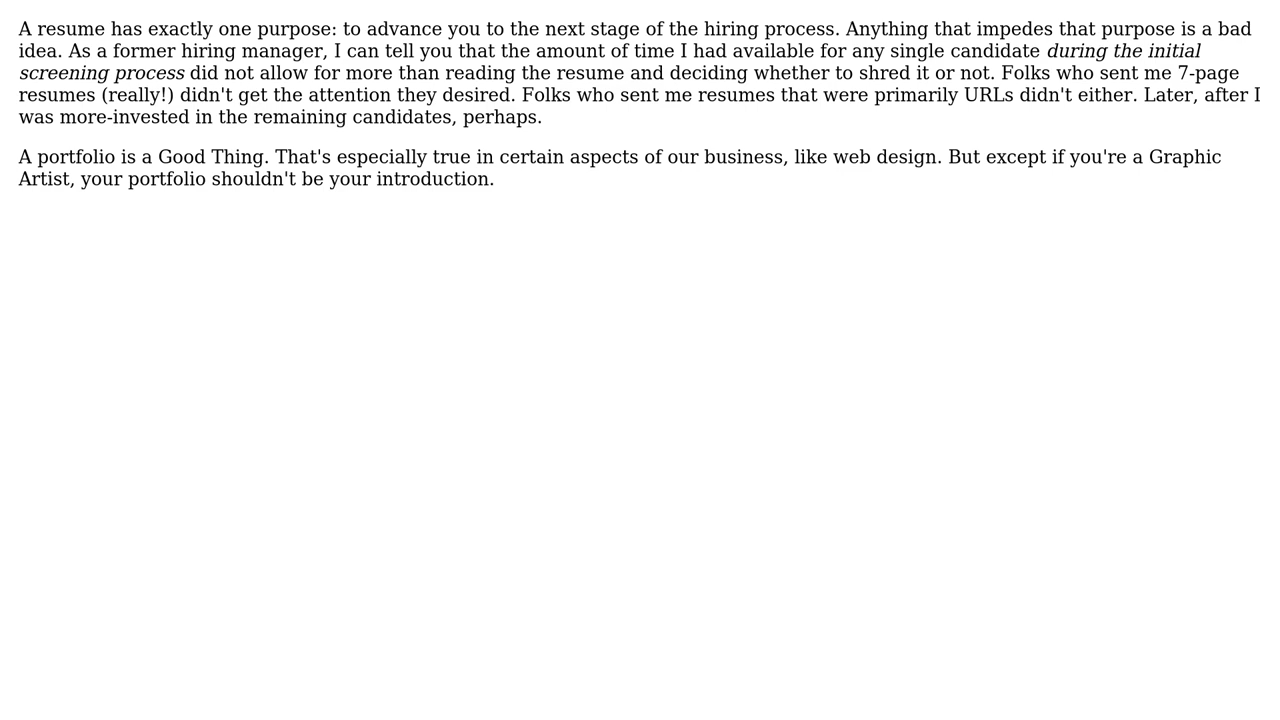 A resume has exactly one purpose: to advance you to the next stage of the hiring process. Anything that impedes that purpose is a bad
idea. As a former hiring manager, I can tell you that the amount of time I had available for any single candidate during the initial
screening process did not allow for more than reading the resume and deciding whether to shred it or not. Folks who sent me 7-page
resumes (really!) didn't get the attention they desired. Folks who sent me resumes that were primarily URLs didn't either. Later, after I
was more-invested in the remaining candidates, perhaps.
A portfolio is a Good Thing. That's especially true in certain aspects of our business, like web design. But except if you're a Graphic
Artist, your portfolio shouldn't be your introduction.